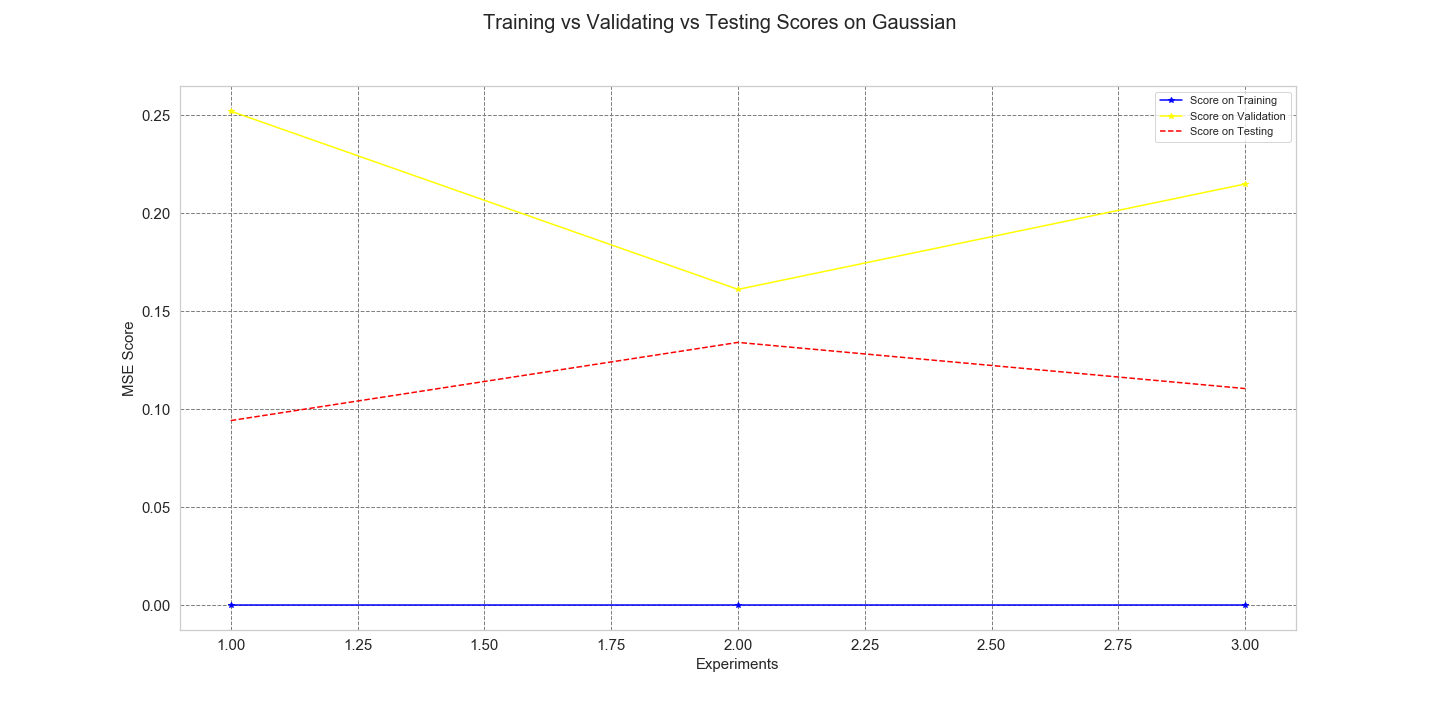 Training vs Validating vs Testing Scores on Gaussian
Score on Training
Score on Validation
Score on Testing
0.25
0.20
0.15
0.10
0.05
0.00
MSE Score
1.00 1.25 1.50 1.75 2.00 2.25 2.50 2.75 3.00
Experiments